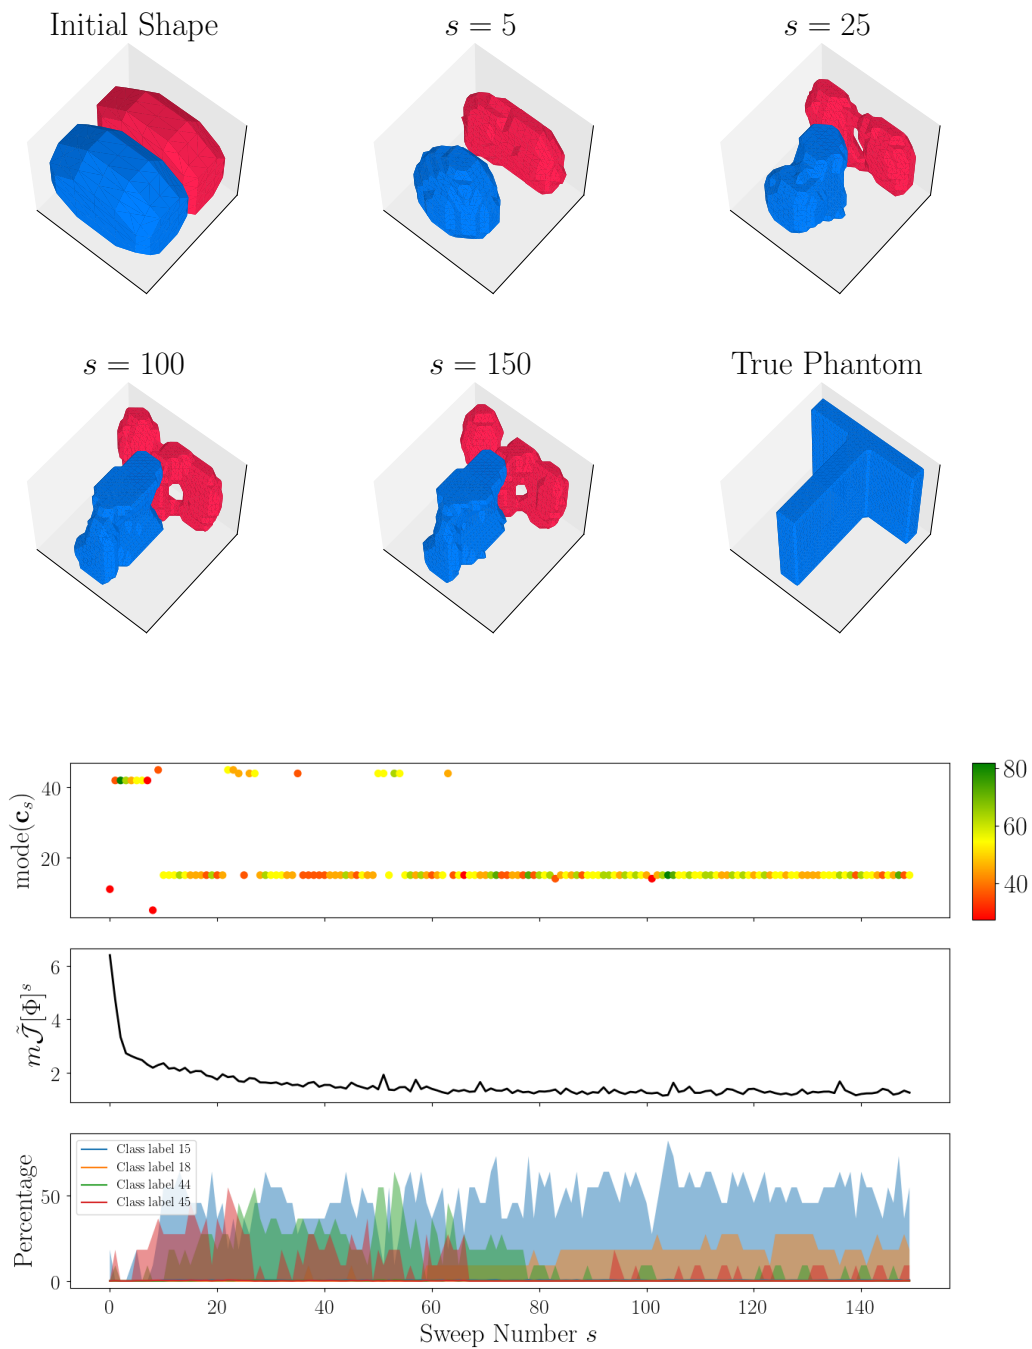 Initial Shape
s = 5
s = 25
s = 100
s = 150
True Phantom
mode(𝐜ₛ)
40
20
80
60
40
m𝒥̃[Φ]ˢ
6
4
2
Percentage
50
0
Class label 15
Class label 18
Class label 44
Class label 45
0 20 40 60 80 100 120 140
Sweep Number s